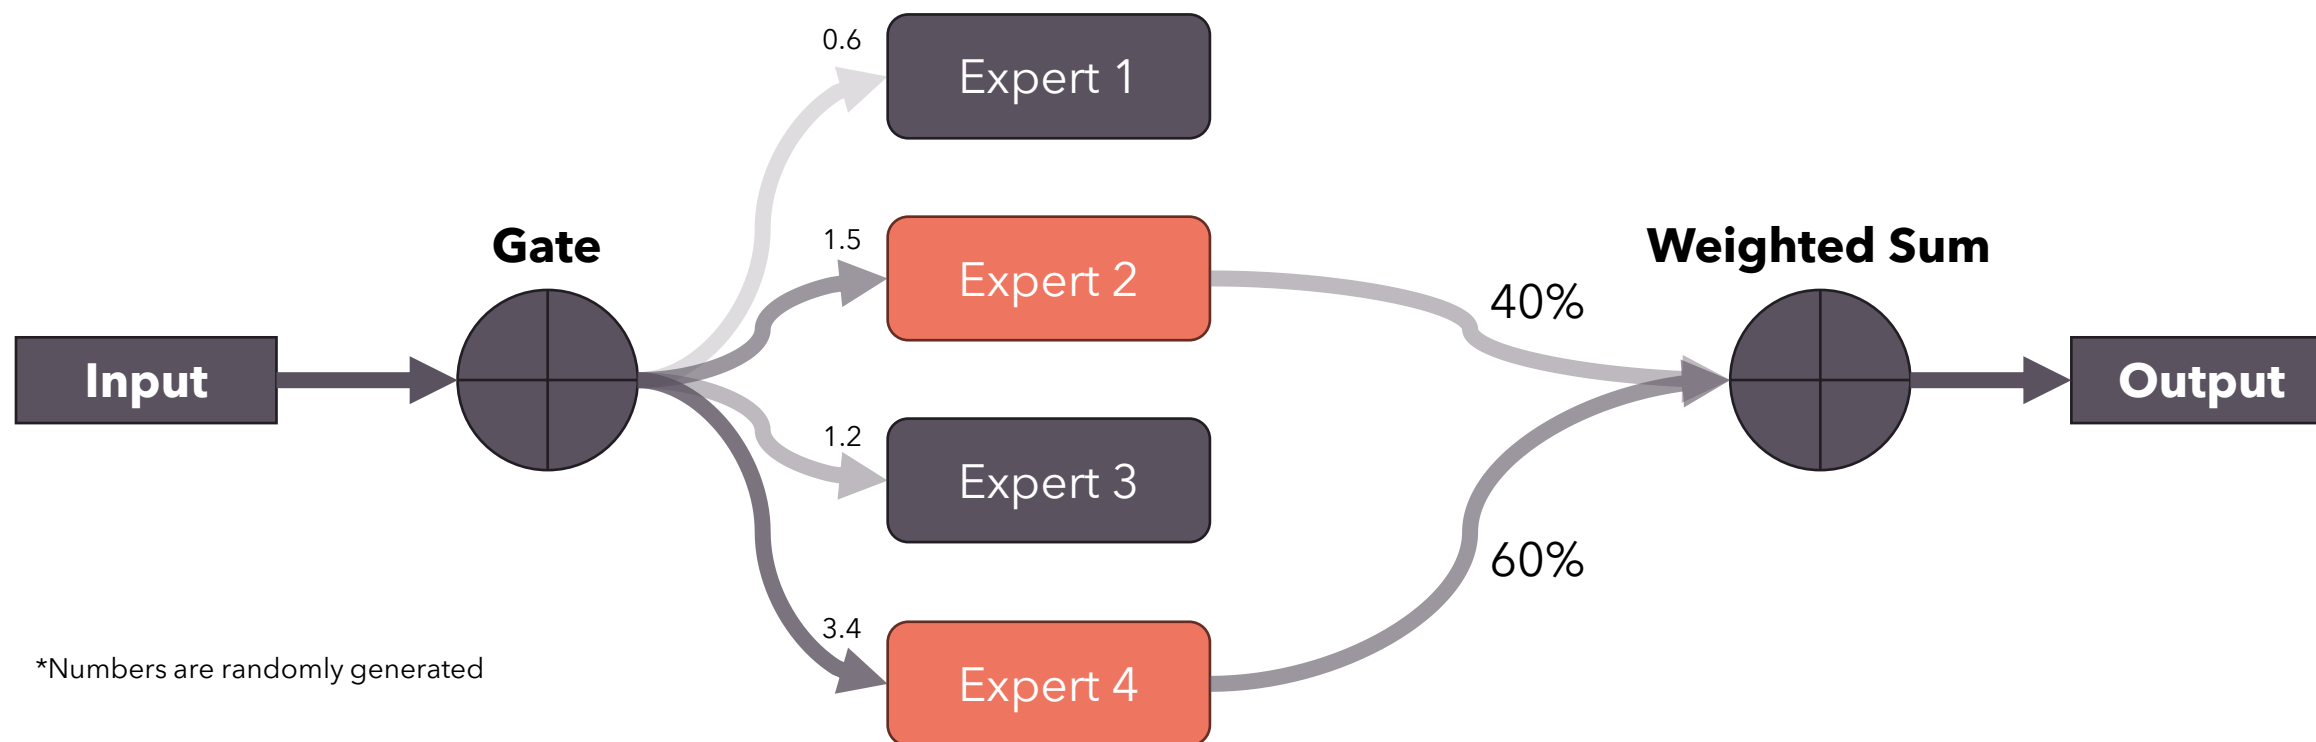 0.6
Expert 1
1.5
Gate
Expert 2
Weighted Sum
40%
Input
Output
1.2
Expert 3
60%
3.4
Expert 4
*Numbers are randomly generated